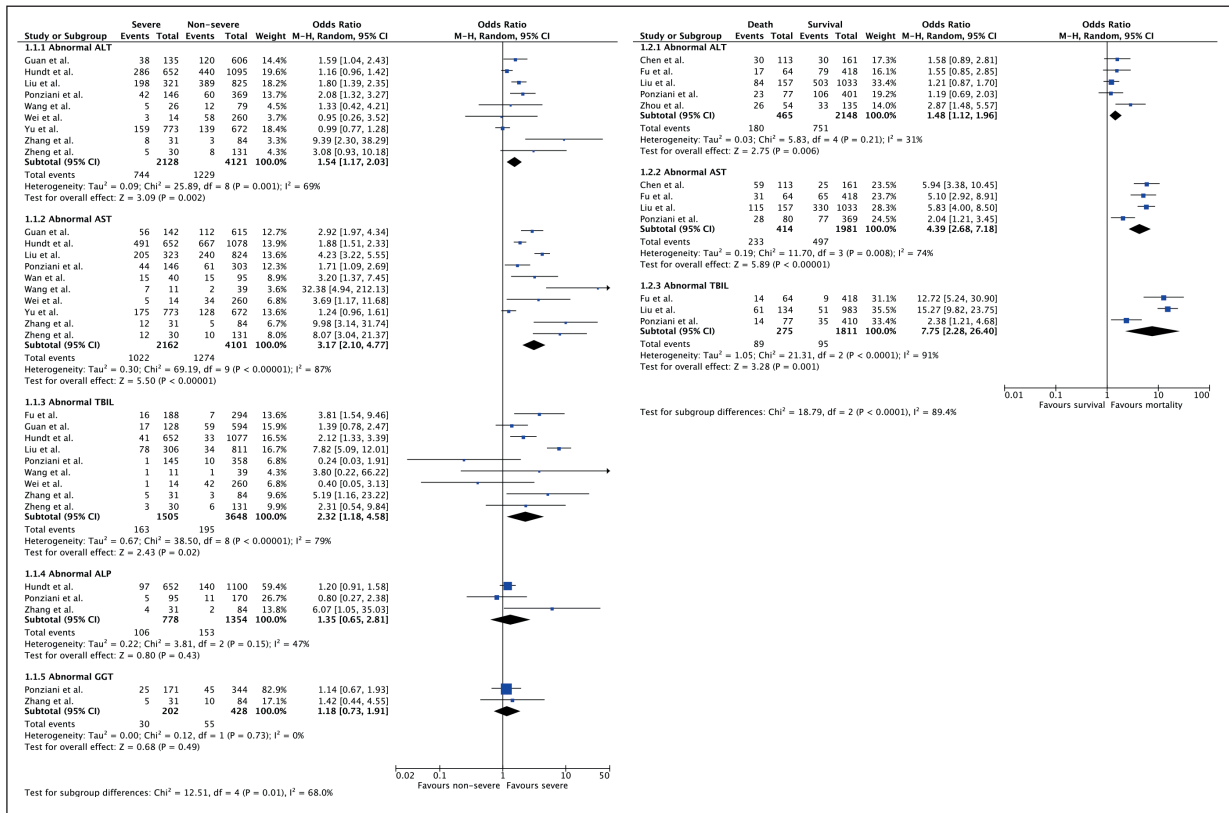 Severe Non-severe Odds Ratio Odds Ratio
Study or Subgroup Events Total Events Total Weight M-H, Random, 95% CI M-H, Random, 95% CI
1.1.1 Abnormal ALT
Guan et al. 38 135 120 606 14.4% 1.59 [1.04, 2.43]
Hundt et al. 286 652 440 1095 19.6% 1.16 [0.96, 1.42]
Liu et al. 198 321 389 825 18.2% 1.80 [1.39, 2.35]
Ponziani et al. 42 146 60 369 14.1% 2.08 [1.32, 3.27]
Wang et al. 5 26 12 79 4.3% 1.33 [0.42, 4.21]
Wei et al. 3 14 58 260 3.5% 0.95 [0.26, 3.52]
Yu et al. 159 773 139 672 18.3% 0.99 [0.77, 1.28]
Zhang et al. 8 31 3 84 3.1% 9.39 [2.30, 38.29]
Zheng et al. 5 30 8 131 4.1% 3.08 [0.93, 10.18]
Subtotal (95% CI) 2128 4121 100.0% 1.54 [1.17, 2.03]
Total events 744 1229
Heterogeneity: Tau² = 0.09; Chi² = 25.89, df = 8 (P = 0.001); I² = 69%
Test for overall effect: Z = 3.09 (P = 0.002)
1.1.2 Abnormal AST
Guan et al. 56 142 112 615 12.7% 2.92 [1.97, 4.34]
Hundt et al. 491 652 667 1078 14.1% 1.88 [1.51, 2.33]
Liu et al. 205 323 240 824 13.6% 4.23 [3.22, 5.55]
Ponziani et al. 44 146 61 303 12.3% 1.71 [1.09, 2.69]
Wan et al. 15 40 15 95 8.9% 3.20 [1.37, 7.45]
Wang et al. 7 11 2 39 3.6% 32.38 [4.94, 212.13]
Wei et al. 5 14 34 260 6.7% 3.69 [1.17, 11.68]
Yu et al. 175 773 128 672 13.8% 1.24 [0.96, 1.61]
Zhang et al. 12 31 5 84 6.7% 9.98 [3.14, 31.74]
Zheng et al. 12 30 10 131 7.8% 8.07 [3.04, 21.37]
Subtotal (95% CI) 2162 4101 100.0% 3.17 [2.10, 4.77]
Total events 1022 1274
Heterogeneity: Tau² = 0.30; Chi² = 69.19, df = 9 (P < 0.00001); I² = 87%
Test for overall effect: Z = 5.50 (P < 0.00001)
1.1.3 Abnormal TBIL
Fu et al. 16 188 7 294 13.6% 3.81 [1.54, 9.46]
Guan et al. 17 128 59 594 15.9% 1.39 [0.78, 2.47]
Hundt et al. 41 652 33 1077 16.5% 2.12 [1.33, 3.39]
Liu et al. 78 306 34 811 16.7% 7.82 [5.09, 12.01]
Ponziani et al. 1 145 10 358 6.8% 0.24 [0.03, 1.91]
Wang et al. 1 11 1 39 4.3% 3.80 [0.22, 66.22]
Wei et al. 1 14 42 260 6.8% 0.40 [0.05, 3.13]
Zhang et al. 5 31 3 84 9.6% 5.19 [1.16, 23.22]
Zheng et al. 3 30 6 131 9.9% 2.31 [0.54, 9.84]
Subtotal (95% CI) 1505 3648 100.0% 2.32 [1.18, 4.58]
Total events 163 195
Heterogeneity: Tau² = 0.67; Chi² = 38.50, df = 8 (P < 0.00001); I² = 79%
Test for overall effect: Z = 2.43 (P = 0.02)
1.1.4 Abnormal ALP
Hundt et al. 97 652 140 1100 59.4% 1.20 [0.91, 1.58]
Ponziani et al. 5 95 11 170 26.7% 0.80 [0.27, 2.38]
Zhang et al. 4 31 2 84 13.8% 6.07 [1.05, 35.03]
Subtotal (95% CI) 778 1354 100.0% 1.35 [0.65, 2.81]
Total events 106 153
Heterogeneity: Tau² = 0.22; Chi² = 3.81, df = 2 (P = 0.15); I² = 47%
Test for overall effect: Z = 0.80 (P = 0.43)
1.1.5 Abnormal GGT
Ponziani et al. 25 171 45 344 82.9% 1.14 [0.67, 1.93]
Zhang et al. 5 31 10 84 17.1% 1.42 [0.44, 4.55]
Subtotal (95% CI) 202 428 100.0% 1.18 [0.73, 1.91]
Total events 30 55
Heterogeneity: Tau² = 0.00; Chi² = 0.12, df = 1 (P = 0.73); I² = 0%
Test for overall effect: Z = 0.68 (P = 0.49)
0.02 0.1 1 10 50
Favours non-severe Favours severe
Test for subgroup differences: Chi² = 12.51, df = 4 (P = 0.01), I² = 68.0%
Death Survival Odds Ratio Odds Ratio
Study or Subgroup Events Total Events Total Weight M-H, Random, 95% CI M-H, Random, 95% CI
1.2.1 Abnormal ALT
Chen et al. 30 113 30 161 17.3% 1.58 [0.89, 2.81]
Fu et al. 17 64 79 418 16.1% 1.55 [0.85, 2.85]
Liu et al. 84 157 503 1033 33.4% 1.21 [0.87, 1.70]
Ponziani et al. 23 77 106 401 19.4% 1.19 [0.69, 2.03]
Zhou et al. 26 54 33 135 13.8% 2.87 [1.48, 5.57]
Subtotal (95% CI) 465 2148 100.0% 1.48 [1.12, 1.96]
Total events 180 751
Heterogeneity: Tau² = 0.03; Chi² = 5.83, df = 4 (P = 0.21); I² = 31%
Test for overall effect: Z = 2.75 (P = 0.006)
1.2.2 Abnormal AST
Chen et al. 59 113 25 161 23.5% 5.94 [3.38, 10.45]
Fu et al. 31 64 65 418 23.7% 5.10 [2.92, 8.91]
Liu et al. 115 157 330 1033 28.3% 5.83 [4.00, 8.50]
Ponziani et al. 28 80 77 369 24.5% 2.04 [1.21, 3.45]
Subtotal (95% CI) 414 1981 100.0% 4.39 [2.68, 7.18]
Total events 233 497
Heterogeneity: Tau² = 0.19; Chi² = 11.70, df = 3 (P = 0.008); I² = 74%
Test for overall effect: Z = 5.89 (P < 0.00001)
1.2.3 Abnormal TBIL
Fu et al. 14 64 9 418 31.1% 12.72 [5.24, 30.90]
Liu et al. 61 134 51 983 35.5% 15.27 [9.82, 23.75]
Ponziani et al. 14 77 35 410 33.4% 2.38 [1.21, 4.68]
Subtotal (95% CI) 275 1811 100.0% 7.75 [2.28, 26.40]
Total events 89 95
Heterogeneity: Tau² = 1.05; Chi² = 21.31, df = 2 (P < 0.0001); I² = 91%
Test for overall effect: Z = 3.28 (P = 0.001)
0.01 0.1 1 10 100
Favours survival Favours mortality
Test for subgroup differences: Chi² = 18.79, df = 2 (P < 0.0001), I² = 89.4%